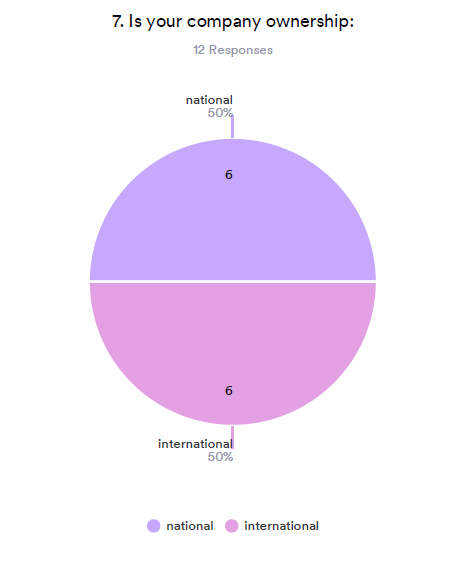 7. Is your company ownership:
12 Responses
national
50%
6
6
international
50%
national international